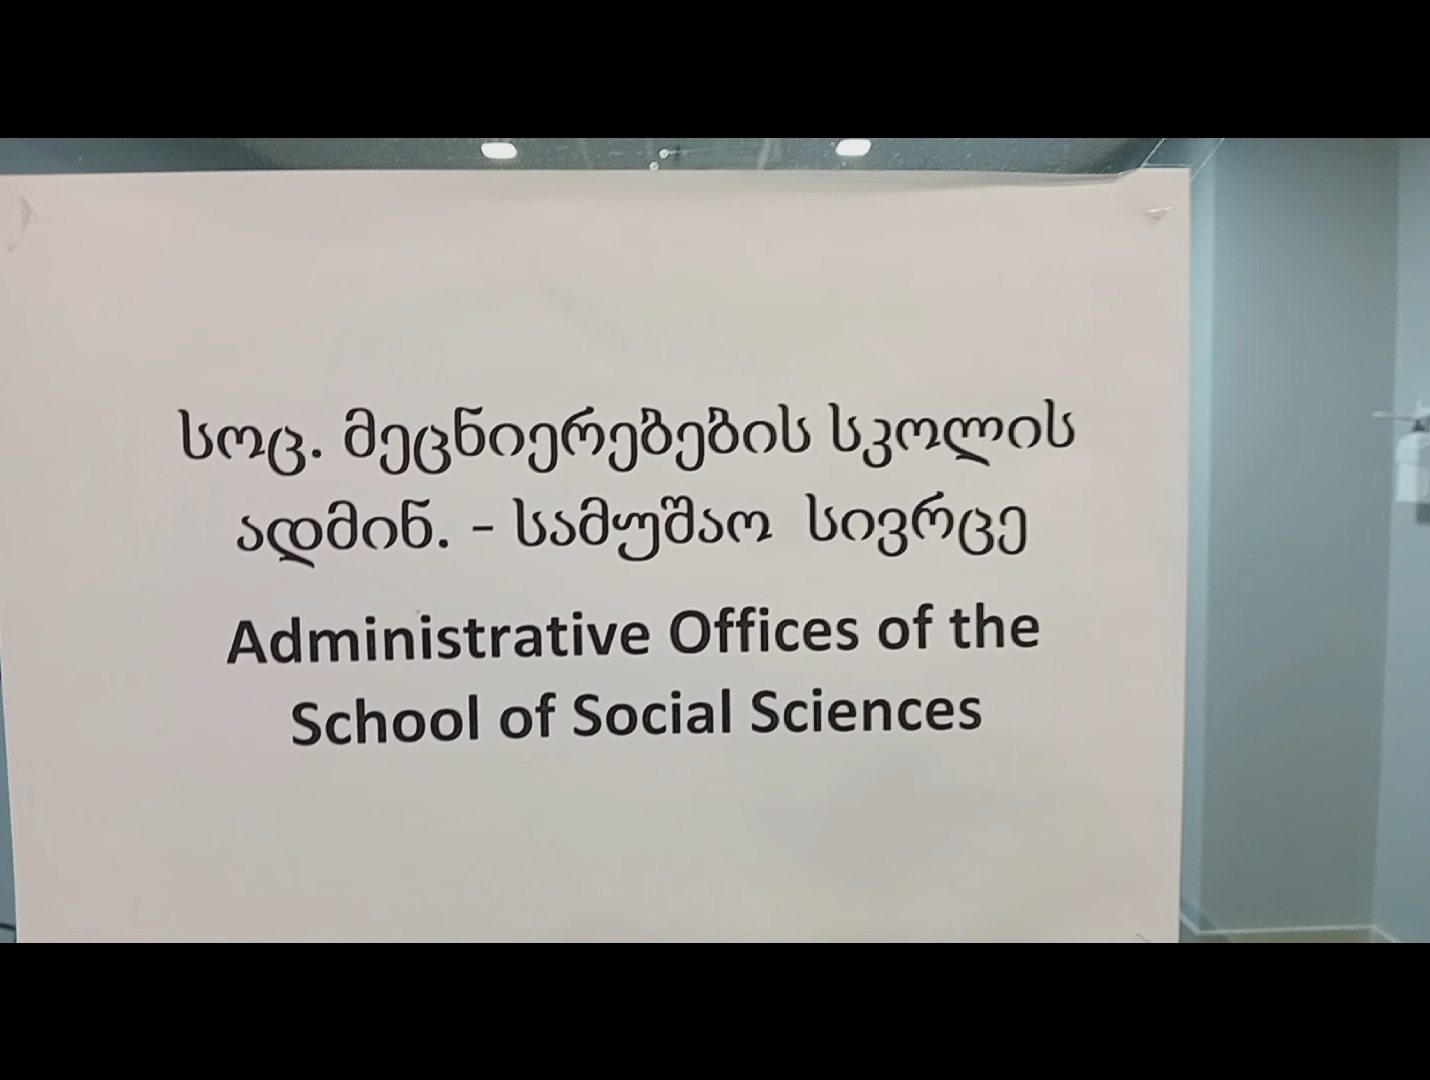 სოც. მეცნიერებების სკოლის
ადმინ. - სამუშაო სივრცე
Administrative Offices of the
School of Social Sciences